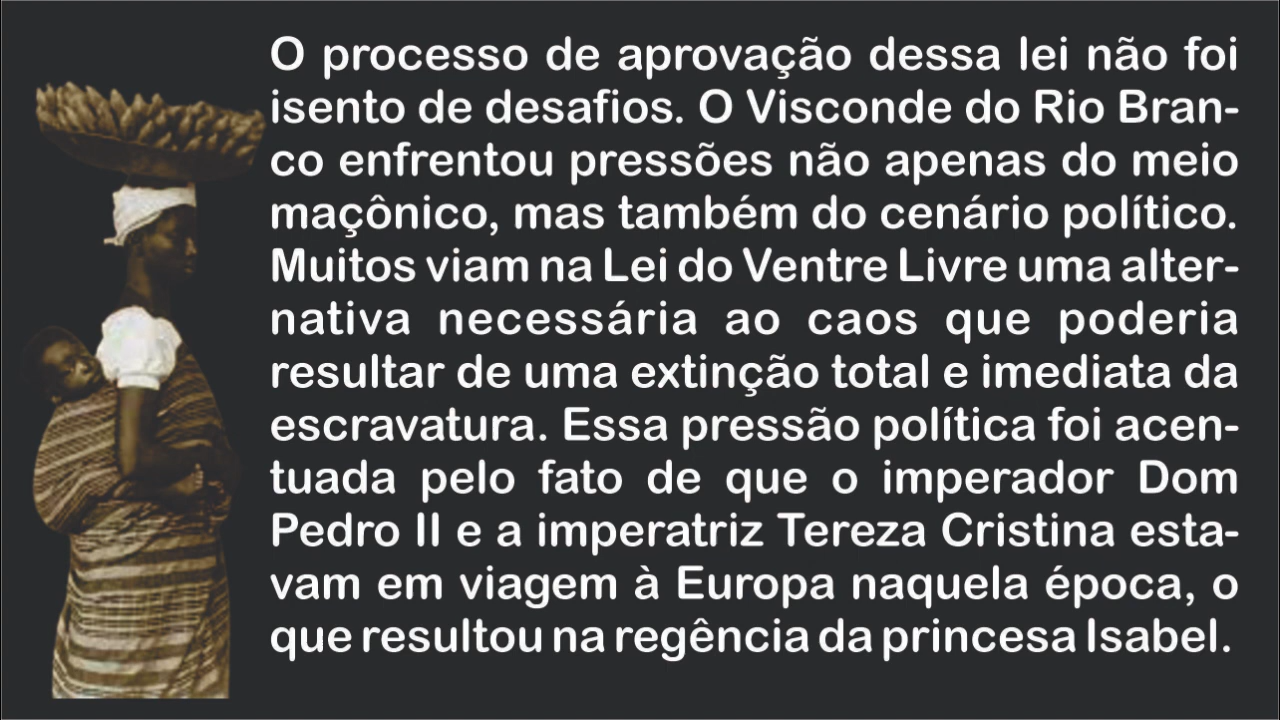 O processo de aprovação dessa lei não foi
isento de desafios. O Visconde do Rio Bran-
co enfrentou pressões não apenas do meio
maçônico, mas também do cenário político.
Muitos viam na Lei do Ventre Livre uma alter-
nativa necessária ao caos que poderia
resultar de uma extinção total e imediata da
escravatura. Essa pressão política foi acen-
tuada pelo fato de que o imperador Dom
Pedro II e a imperatriz Tereza Cristina esta-
vam em viagem à Europa naquela época, o
que resultou na regência da princesa Isabel.